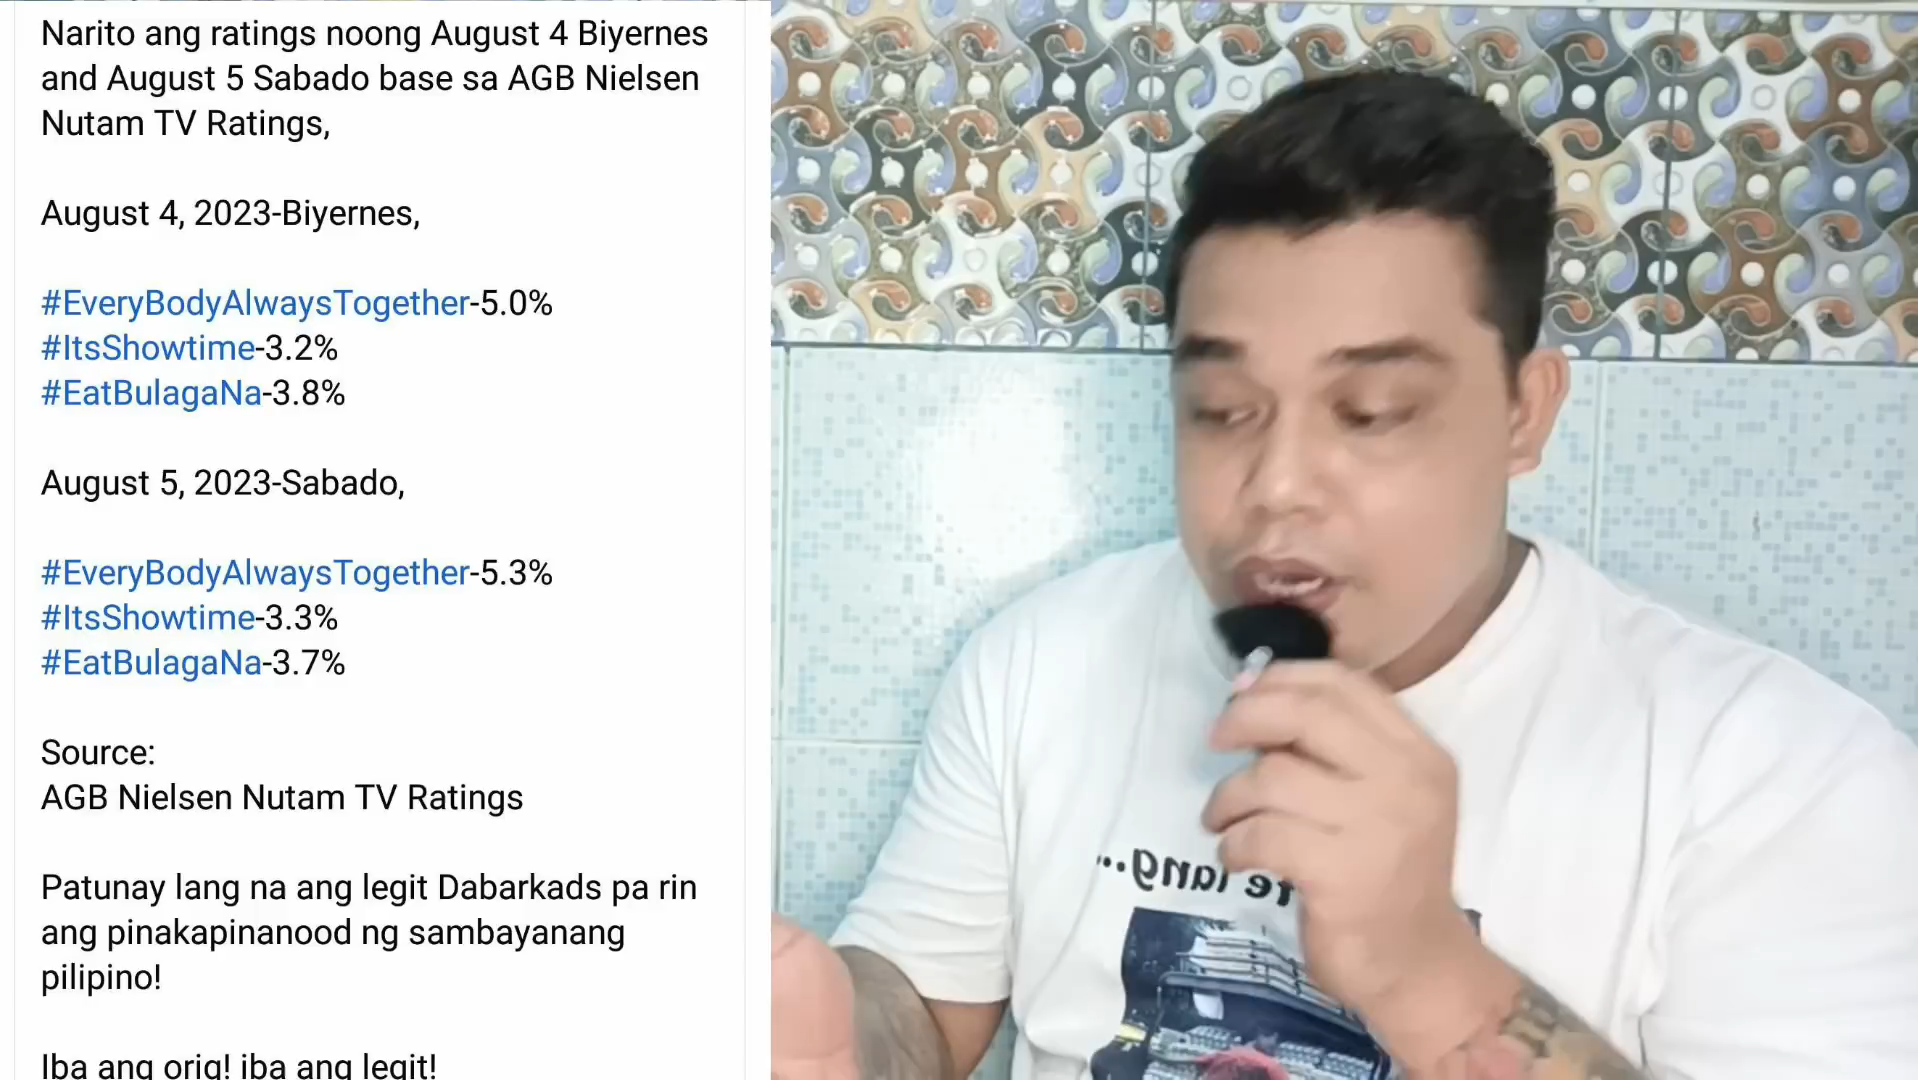 Narito ang ratings noong August 4 Biyernes
and August 5 Sabado base sa AGB Nielsen
Nutam TV Ratings,
August 4, 2023-Biyernes,
#EveryBodyAlwaysTogether-5.0%
#ItsShowtime-3.2%
#EatBulagaNa-3.8%
August 5, 2023-Sabado,
#EveryBodyAlwaysTogether-5.3%
#ItsShowtime-3.3%
#EatBulagaNa-3.7%
Source:
AGB Nielsen Nutam TV Ratings
Patunay lang na ang legit Dabarkads pa rin
ang pinakapinanood ng sambayanang
pilipino!
Iba ang orig! iba ang legit!
lang...